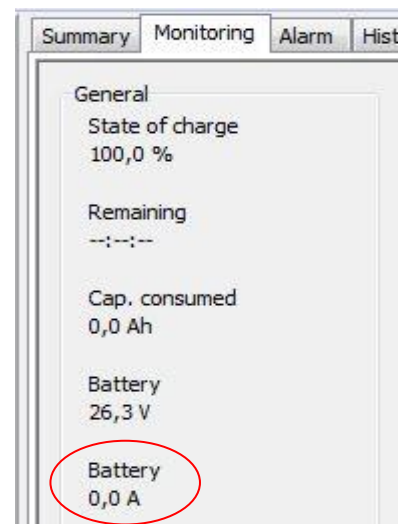 Summary Monitoring Alarm Hist
General
State of charge
100,0 %
Remaining
--:--:--
Cap. consumed
0,0 Ah
Battery
26,3 V
Battery
0,0 A